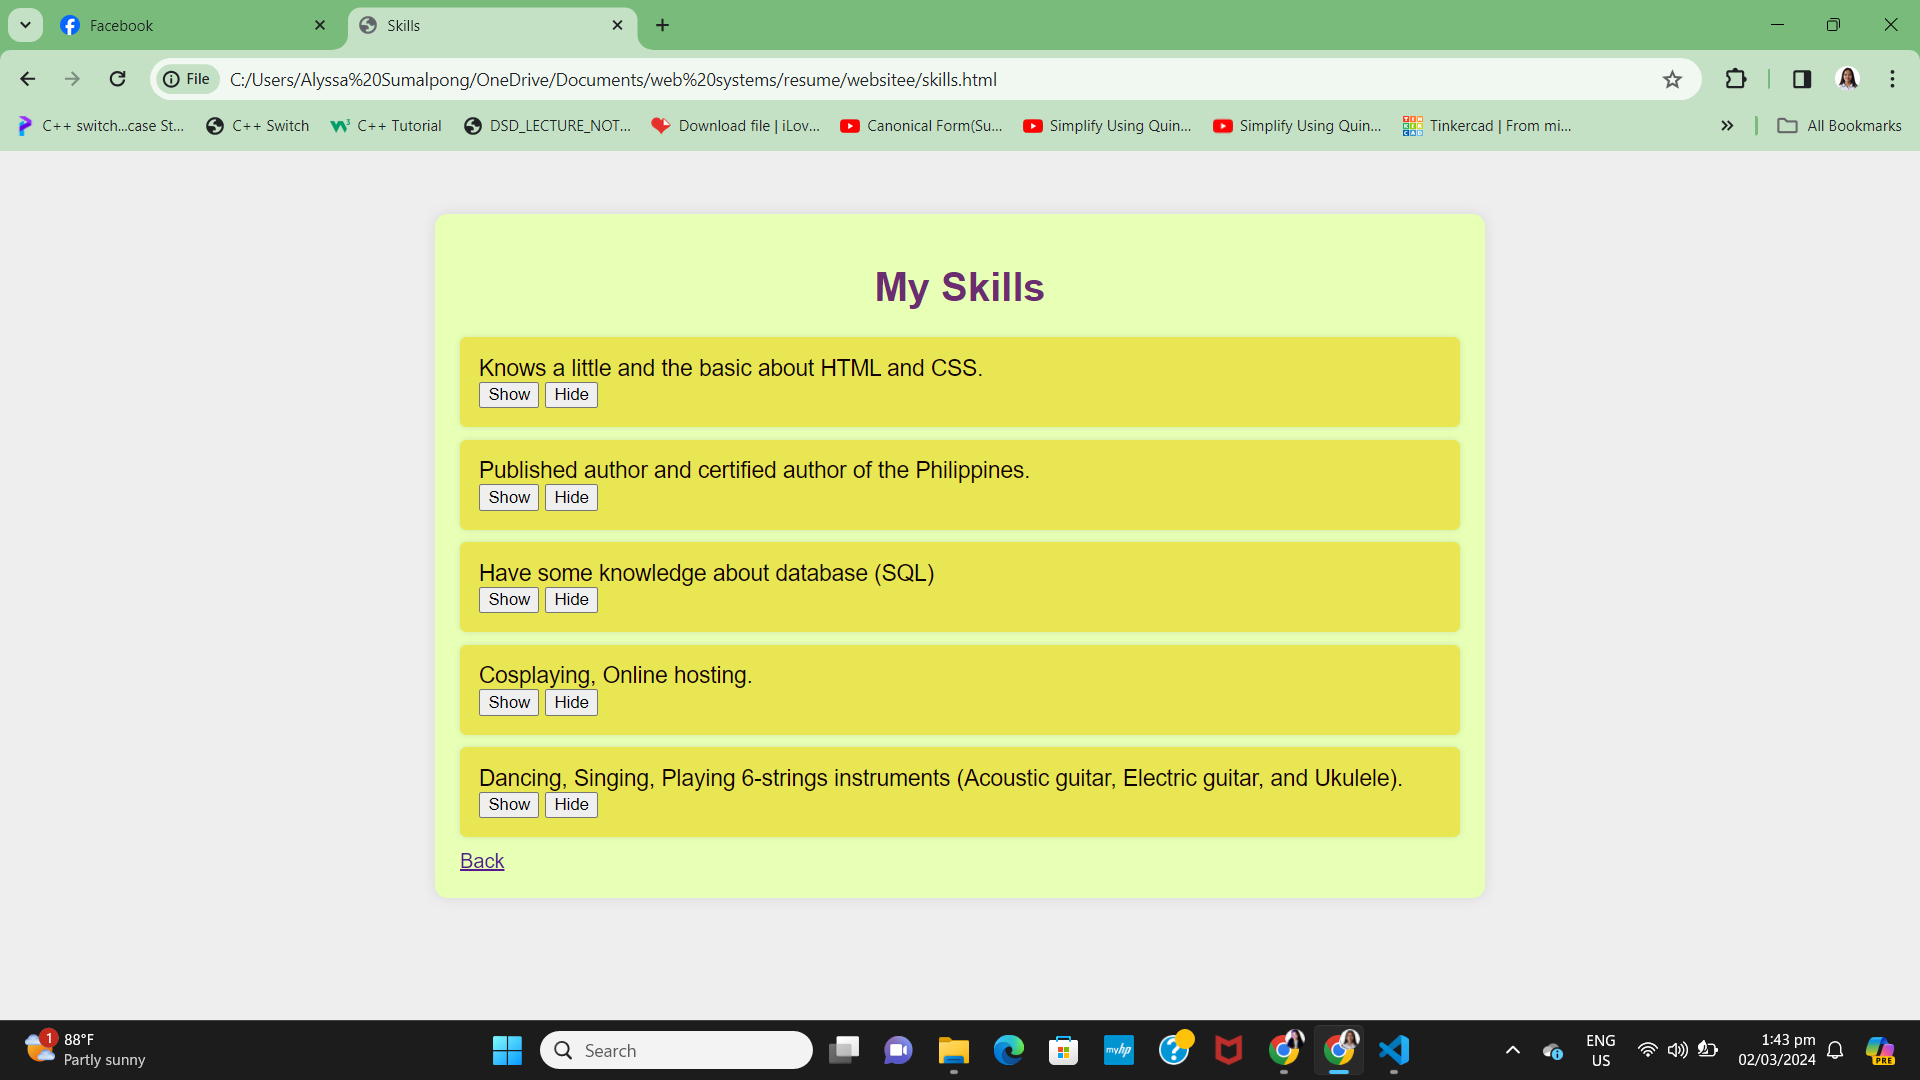 Facebook
Skills
File
C:/Users/Alyssa%20Sumalpong/OneDrive/Documents/web%20systems/resume/websitee/skills.html
C++ switch...case St...
C++ Switch
C++ Tutorial
DSD_LECTURE_NOT...
Download file | iLov...
Canonical Form(Su...
Simplify Using Quin...
Simplify Using Quin...
Tinkercad | From mi...
All Bookmarks
My Skills
Knows a little and the basic about HTML and CSS.
Show Hide
Published author and certified author of the Philippines.
Show Hide
Have some knowledge about database (SQL)
Show Hide
Cosplaying, Online hosting.
Show Hide
Dancing, Singing, Playing 6-strings instruments (Acoustic guitar, Electric guitar, and Ukulele).
Show Hide
Back
1
88°F
Partly sunny
Search
myhp
ENG
US
1:43 pm
02/03/2024
PRE